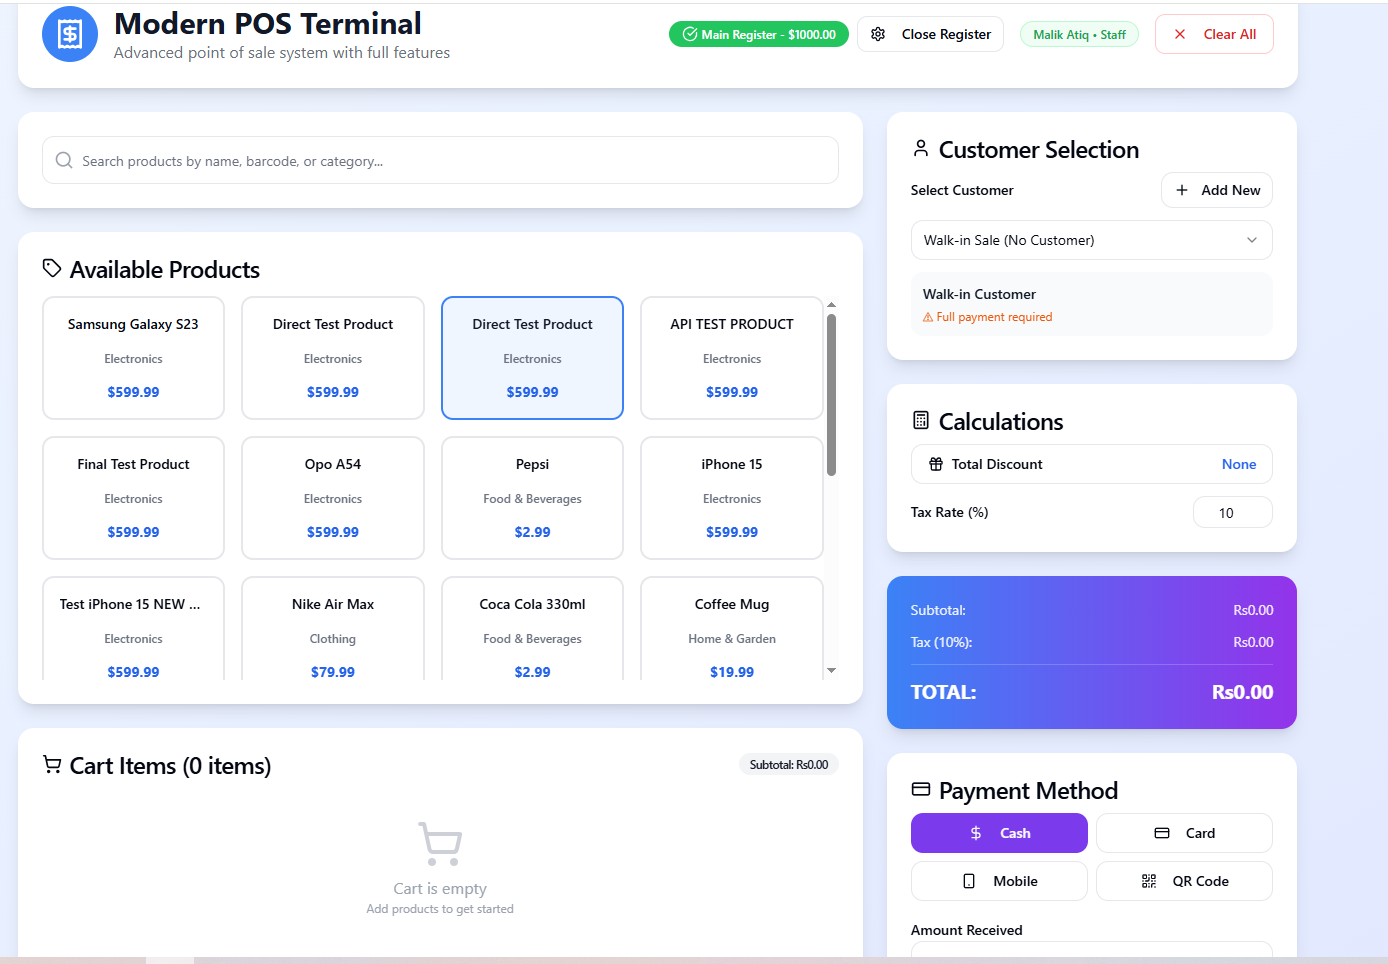 Modern POS Terminal
Advanced point of sale system with full features
Main Register - $1000.00
Close Register
Malik Atiq • Staff
Clear All
Search products by name, barcode, or category...
Available Products
Samsung Galaxy S23
Electronics
$599.99
Direct Test Product
Electronics
$599.99
Direct Test Product
Electronics
$599.99
API TEST PRODUCT
Electronics
$599.99
Final Test Product
Electronics
$599.99
Opo A54
Electronics
$599.99
Pepsi
Food & Beverages
$2.99
iPhone 15
Electronics
$599.99
Test iPhone 15 NEW ...
Electronics
$599.99
Nike Air Max
Clothing
$79.99
Coca Cola 330ml
Food & Beverages
$2.99
Coffee Mug
Home & Garden
$19.99
Cart Items (0 items)
Subtotal: Rs0.00
Cart is empty
Add products to get started
Customer Selection
Select Customer
Add New
Walk-in Sale (No Customer)
Walk-in Customer
⚠ Full payment required
Calculations
Total Discount
None
Tax Rate (%)
10
Subtotal:
Rs0.00
Tax (10%):
Rs0.00
TOTAL:
Rs0.00
Payment Method
$ Cash
Card
Mobile
QR Code
Amount Received